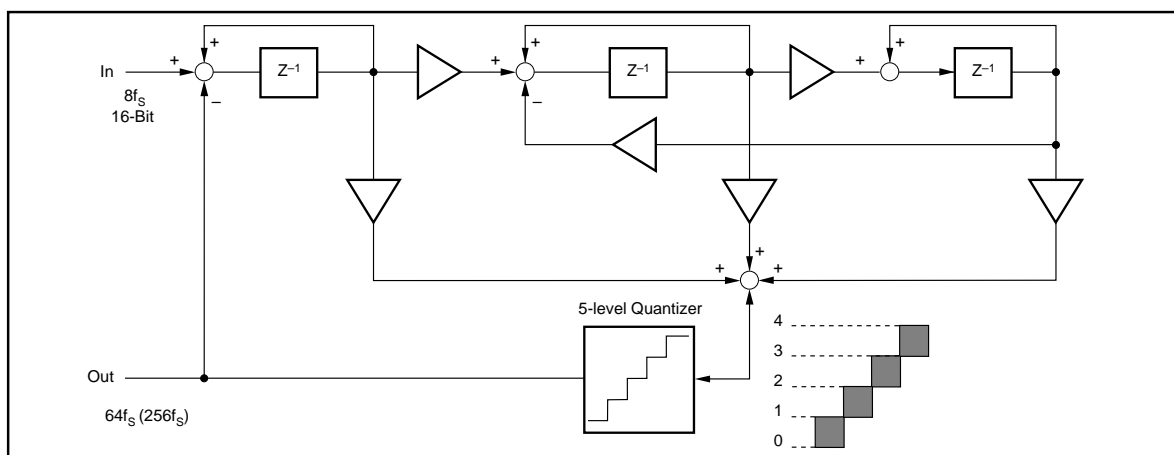 +
+
+
In
+
Z–1
+
Z–1
+
Z–1
–
–
8fS
16-Bit
+
+
+
5-level Quantizer
4
3
2
1
0
Out
64fS (256fS)